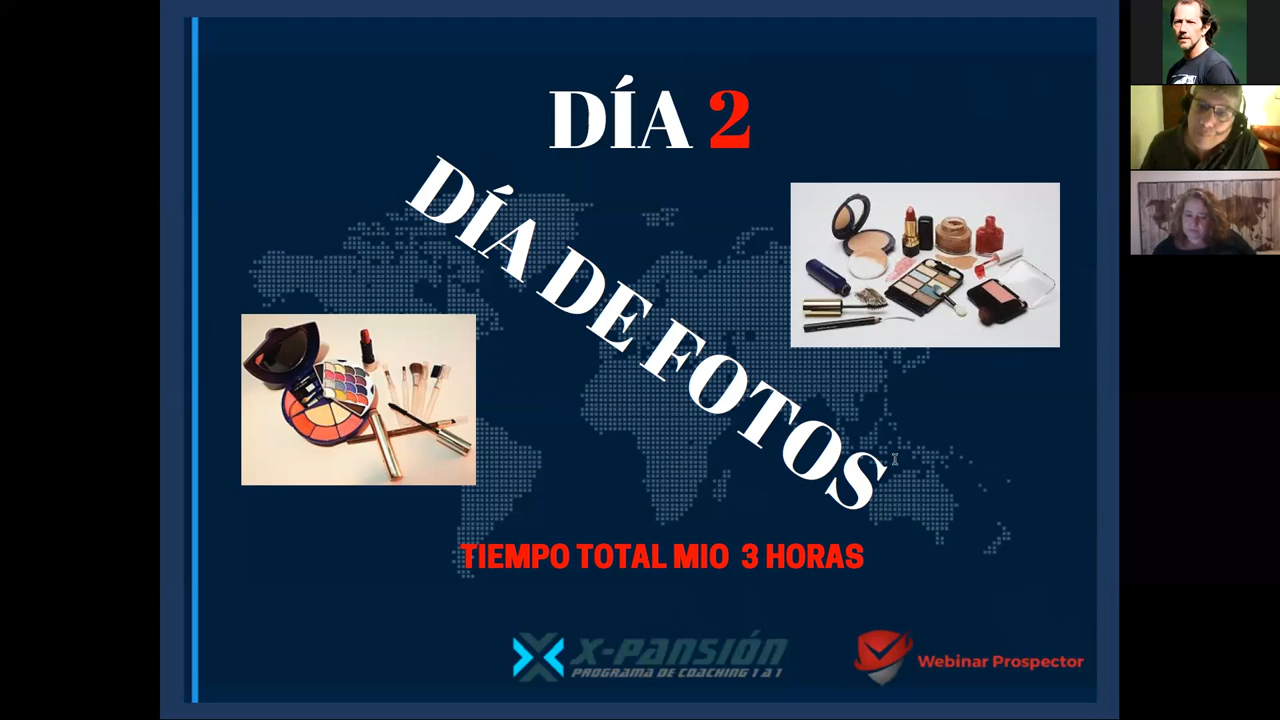 DÍA 2
DÍA DE FOTOS
TIEMPO TOTAL MIO 3 HORAS
X-PANSIÓN
PROGRAMA DE COACHING 1 A 1
Webinar Prospector